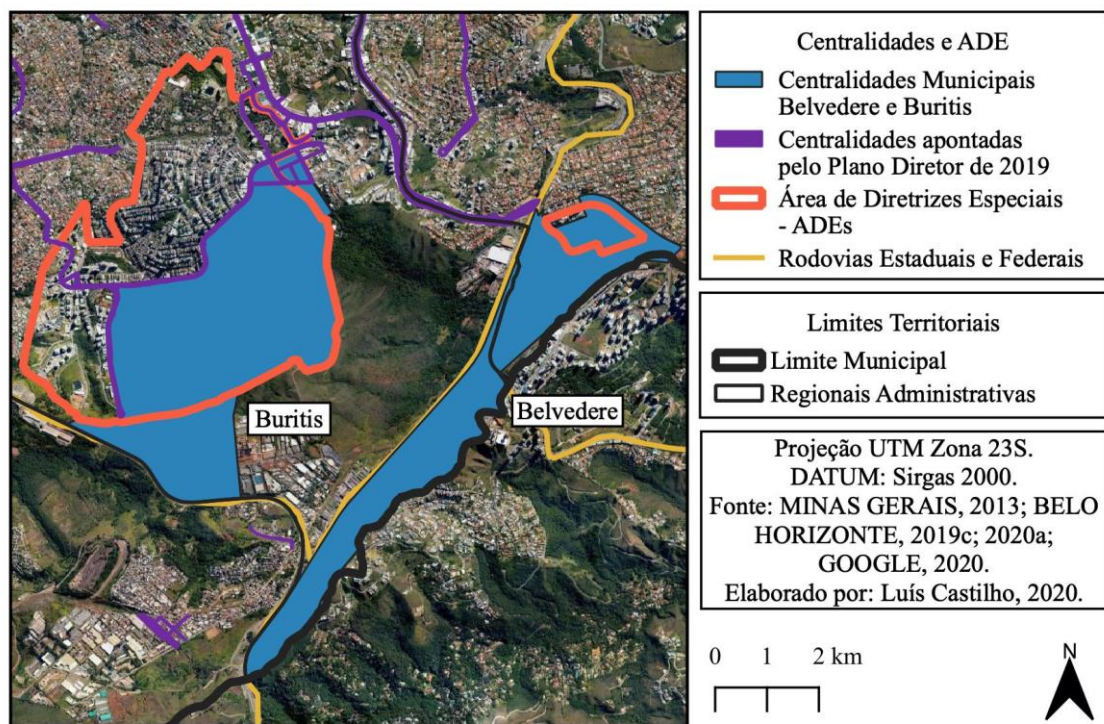 Centralidades e ADE
Centralidades Municipais
Belvedere e Buritis
Centralidades apontadas
pelo Plano Diretor de 2019
Área de Diretrizes Especiais
- ADEs
Rodovias Estaduais e Federais
Limites Territoriais
Limite Municipal
Regionais Administrativas
Projeção UTM Zona 23S.
DATUM: Sirgas 2000.
Fonte: MINAS GERAIS, 2013; BELO
HORIZONTE, 2019c; 2020a;
GOOGLE, 2020.
Elaborado por: Luís Castilho, 2020.
0 1 2 km
N
Buritis
Belvedere